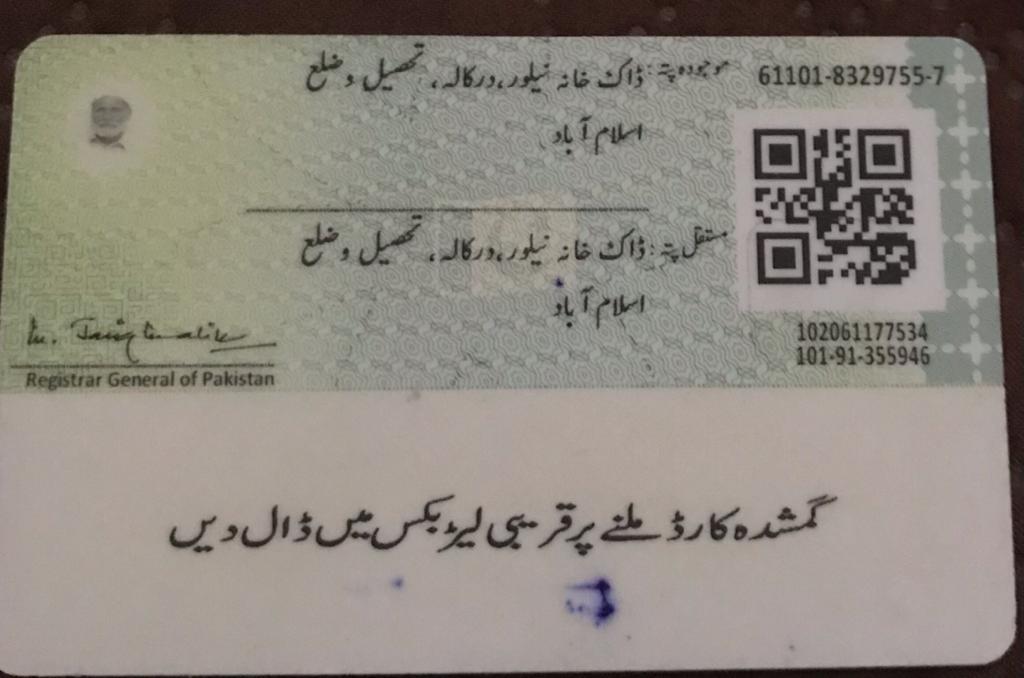 61101-8329755-7
موجودہ پتہ: ڈاک خانہ نیلور، درکالہ، تحصیل و ضلع
اسلام آباد
مستقل پتہ: ڈاک خانہ نیلور، درکالہ، تحصیل و ضلع
اسلام آباد
102061177534
101-91-355946
Registrar General of Pakistan
گمشدہ کارڈ ملنے پر قریبی لیٹر بکس میں ڈال دیں